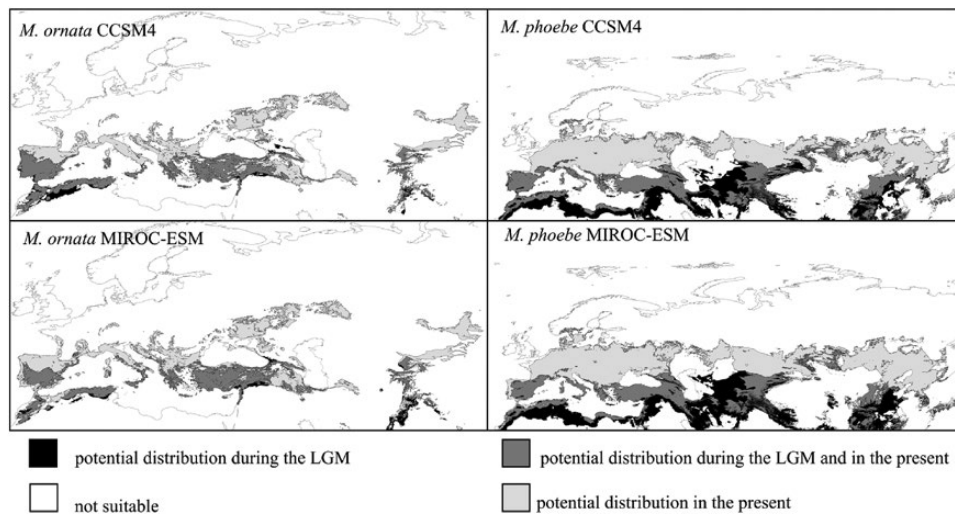 M. ornata CCSM4
M. phoebe CCSM4
M. ornata MIROC-ESM
M. phoebe MIROC-ESM
potential distribution during the LGM
potential distribution during the LGM and in the present
not suitable
potential distribution in the present